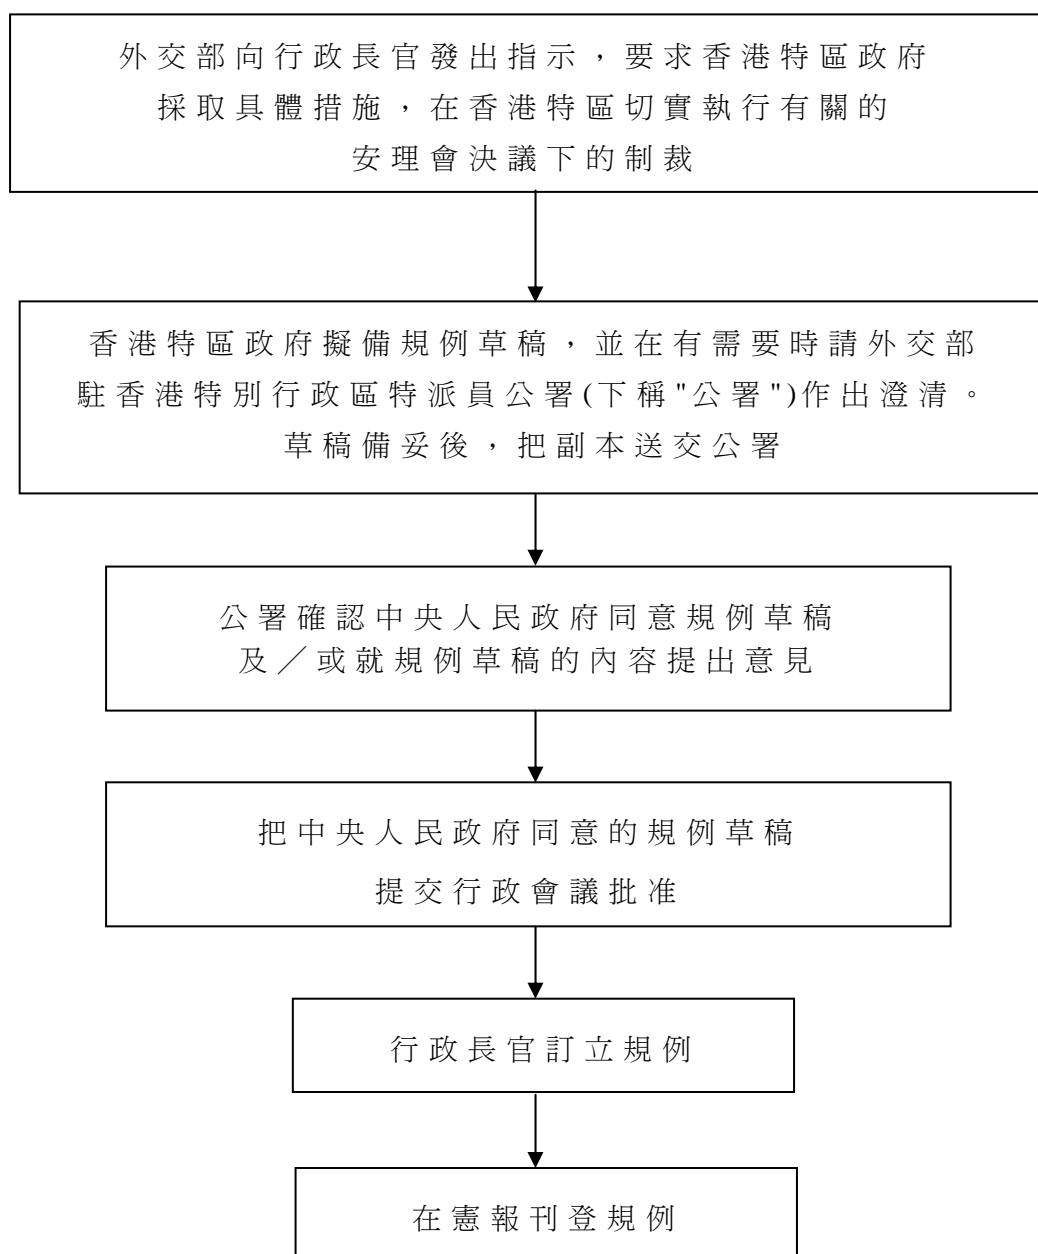 外交部向行政長官發出指示，要求香港特區政府
採取具體措施，在香港特區切實執行有關的
安理會決議下的制裁
香港特區政府擬備規例草稿，並在有需要時請外交部
駐香港特別行政區特派員公署(下稱"公署")作出澄清。
草稿備妥後，把副本送交公署
公署確認中央人民政府同意規例草稿
及／或就規例草稿的內容提出意見
把中央人民政府同意的規例草稿
提交行政會議批准
行政長官訂立規例
在憲報刊登規例